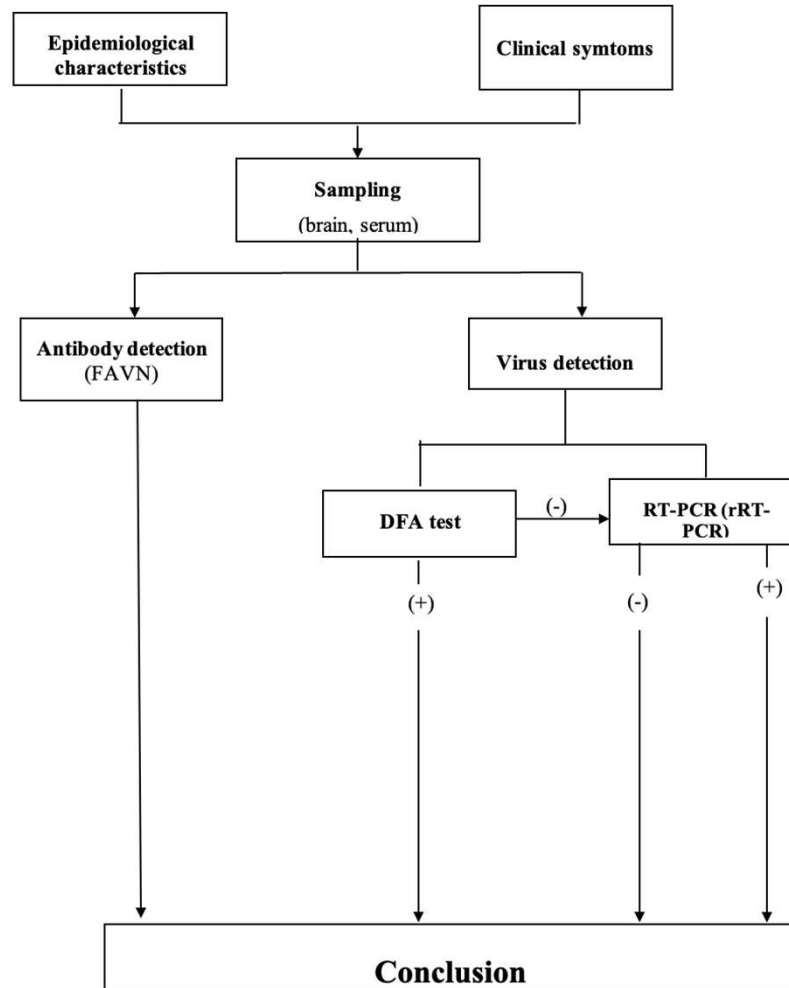 Epidemiological
characteristics
Clinical symtoms
Sampling
(brain, serum)
Antibody detection
(FAVN)
Virus detection
DFA test
(-)
RT-PCR (rRT-
PCR)
(+)
(-)
(+)
Conclusion